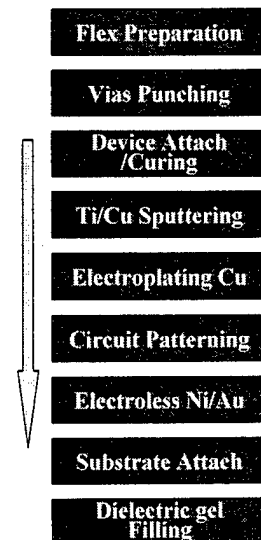 Flex Preparation
Vias Punching
Device Attach
/Curing
Ti/Cu Sputtering
Electroplating Cu
Circuit Patterning
Electroless Ni/Au
Substrate Attach
Dielectric gel
Filling